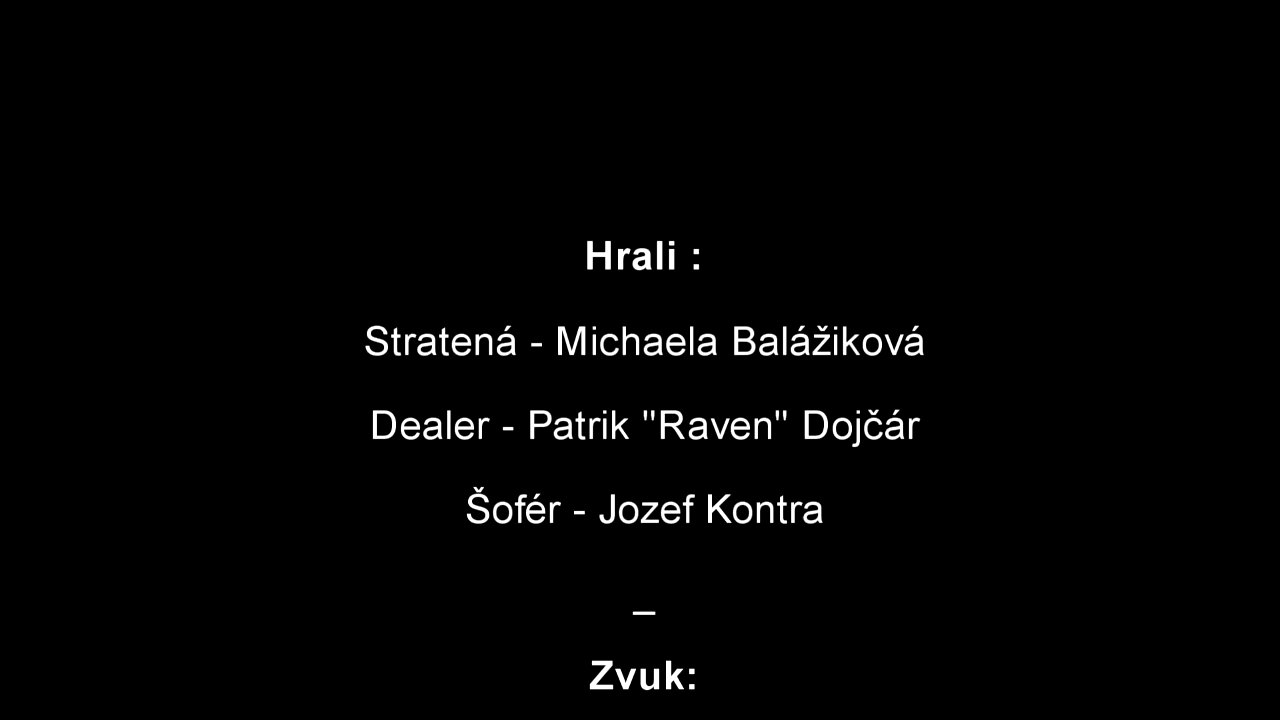 Hrali :
Stratená - Michaela Balážiková
Dealer - Patrik "Raven" Dojčár
Šofér - Jozef Kontra
–
Zvuk: